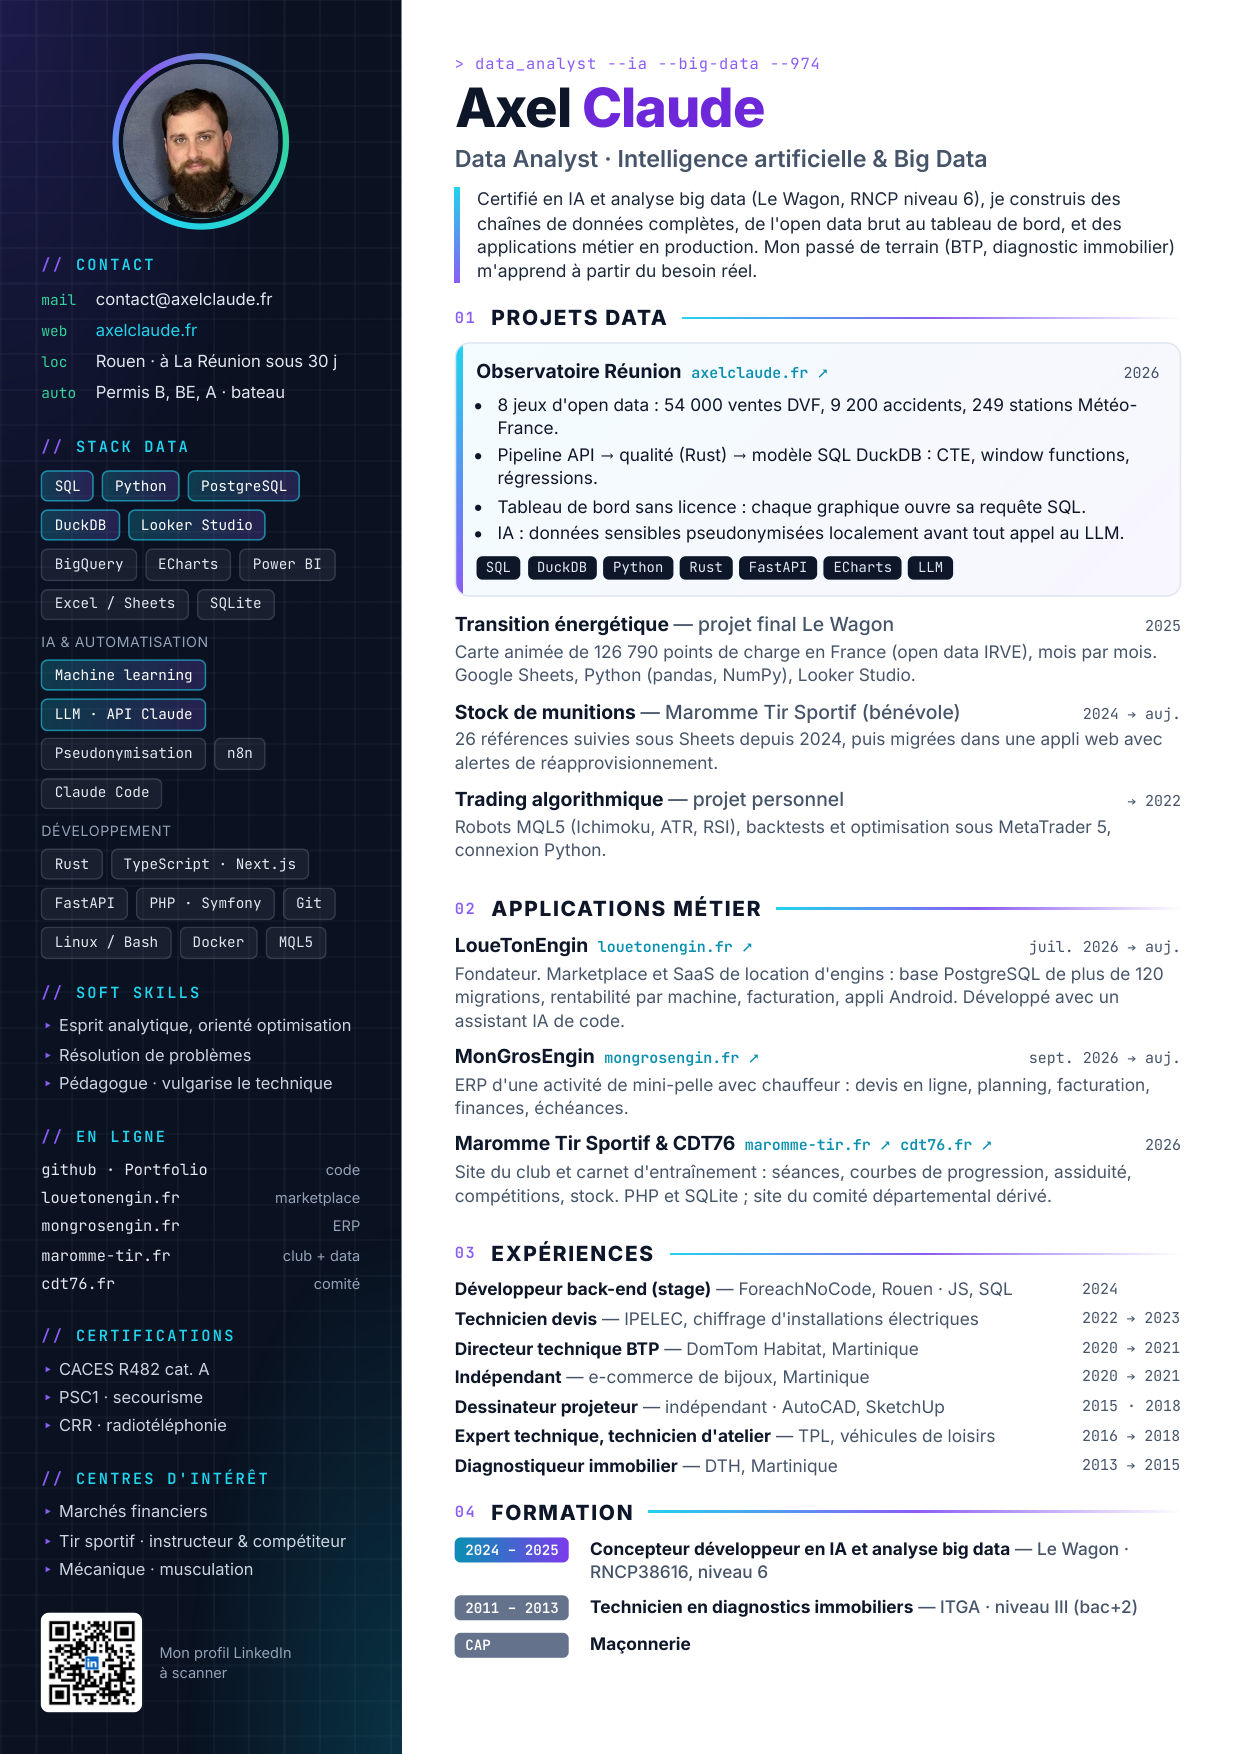 // CONTACT
mail contact@axelclaude.fr
web axelclaude.fr
loc Rouen · à La Réunion sous 30 j
auto Permis B, BE, A · bateau
// STACK DATA
SQL Python PostgreSQL
DuckDB Looker Studio
BigQuery ECharts Power BI
Excel / Sheets SQLite
IA & AUTOMATISATION
Machine learning
LLM · API Claude
Pseudonymisation n8n
Claude Code
DÉVELOPPEMENT
Rust TypeScript · Next.js
FastAPI PHP · Symfony Git
Linux / Bash Docker MQL5
// SOFT SKILLS
‣ Esprit analytique, orienté optimisation
‣ Résolution de problèmes
‣ Pédagogue · vulgarise le technique
// EN LIGNE
github · Portfolio code
louetonengin.fr marketplace
mongrosengin.fr ERP
maromme-tir.fr club + data
cdt76.fr comité
// CERTIFICATIONS
‣ CACES R482 cat. A
‣ PSC1 · secourisme
‣ CRR · radiotéléphonie
// CENTRES D'INTÉRÊT
‣ Marchés financiers
‣ Tir sportif · instructeur & compétiteur
‣ Mécanique · musculation
in
Mon profil LinkedIn
à scanner
> data_analyst --ia --big-data --974
Axel Claude
Data Analyst · Intelligence artificielle & Big Data
Certifié en IA et analyse big data (Le Wagon, RNCP niveau 6), je construis des
chaînes de données complètes, de l'open data brut au tableau de bord, et des
applications métier en production. Mon passé de terrain (BTP, diagnostic immobilier)
m'apprend à partir du besoin réel.
01 PROJETS DATA
Observatoire Réunion axelclaude.fr ↗ 2026
• 8 jeux d'open data : 54 000 ventes DVF, 9 200 accidents, 249 stations Météo-
France.
• Pipeline API → qualité (Rust) → modèle SQL DuckDB : CTE, window functions,
régressions.
• Tableau de bord sans licence : chaque graphique ouvre sa requête SQL.
• IA : données sensibles pseudonymisées localement avant tout appel au LLM.
SQL DuckDB Python Rust FastAPI ECharts LLM
Transition énergétique — projet final Le Wagon 2025
Carte animée de 126 790 points de charge en France (open data IRVE), mois par mois.
Google Sheets, Python (pandas, NumPy), Looker Studio.
Stock de munitions — Maromme Tir Sportif (bénévole) 2024 → auj.
26 références suivies sous Sheets depuis 2024, puis migrées dans une appli web avec
alertes de réapprovisionnement.
Trading algorithmique — projet personnel → 2022
Robots MQL5 (Ichimoku, ATR, RSI), backtests et optimisation sous MetaTrader 5,
connexion Python.
02 APPLICATIONS MÉTIER
LoueTonEngin louetonengin.fr ↗ juil. 2026 → auj.
Fondateur. Marketplace et SaaS de location d'engins : base PostgreSQL de plus de 120
migrations, rentabilité par machine, facturation, appli Android. Développé avec un
assistant IA de code.
MonGrosEngin mongrosengin.fr ↗ sept. 2026 → auj.
ERP d'une activité de mini-pelle avec chauffeur : devis en ligne, planning, facturation,
finances, échéances.
Maromme Tir Sportif & CDT76 maromme-tir.fr ↗ cdt76.fr ↗ 2026
Site du club et carnet d'entraînement : séances, courbes de progression, assiduité,
compétitions, stock. PHP et SQLite ; site du comité départemental dérivé.
03 EXPÉRIENCES
Développeur back-end (stage) — ForeachNoCode, Rouen · JS, SQL 2024
Technicien devis — IPELEC, chiffrage d'installations électriques 2022 → 2023
Directeur technique BTP — DomTom Habitat, Martinique 2020 → 2021
Indépendant — e-commerce de bijoux, Martinique 2020 → 2021
Dessinateur projeteur — indépendant · AutoCAD, SketchUp 2015 · 2018
Expert technique, technicien d'atelier — TPL, véhicules de loisirs 2016 → 2018
Diagnostiqueur immobilier — DTH, Martinique 2013 → 2015
04 FORMATION
2024 – 2025 Concepteur développeur en IA et analyse big data — Le Wagon ·
RNCP38616, niveau 6
2011 – 2013 Technicien en diagnostics immobiliers — ITGA · niveau III (bac+2)
CAP Maçonnerie